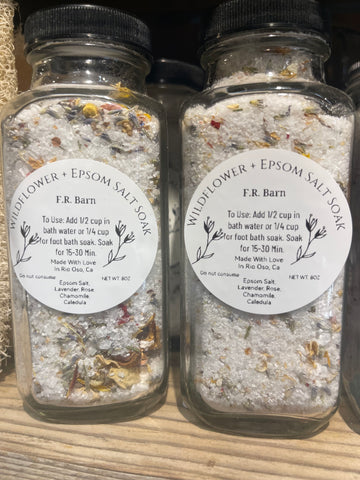 WILDFLOWER + EPSOM SALT SOAK
F.R. Barn
To Use: Add 1/2 cup in
bath water or 1/4 cup
for foot bath soak. Soak
for 15-30 Min.
Made With Love
In Rio Oso, Ca
Do not consume
NET WT. 8OZ
Epsom Salt,
Lavender, Rose,
Chamomile,
Caledula
WILDFLOWER + EPSOM SALT SOAK
F.R. Barn
To Use: Add 1/2 cup in
bath water or 1/4 cup
for foot bath soak. Soak
for 15-30 Min.
Made With Love
In Rio Oso, Ca
Do not consume
NET WT. 8OZ
Epsom Salt,
Lavender, Rose,
Chamomile,
Caledula